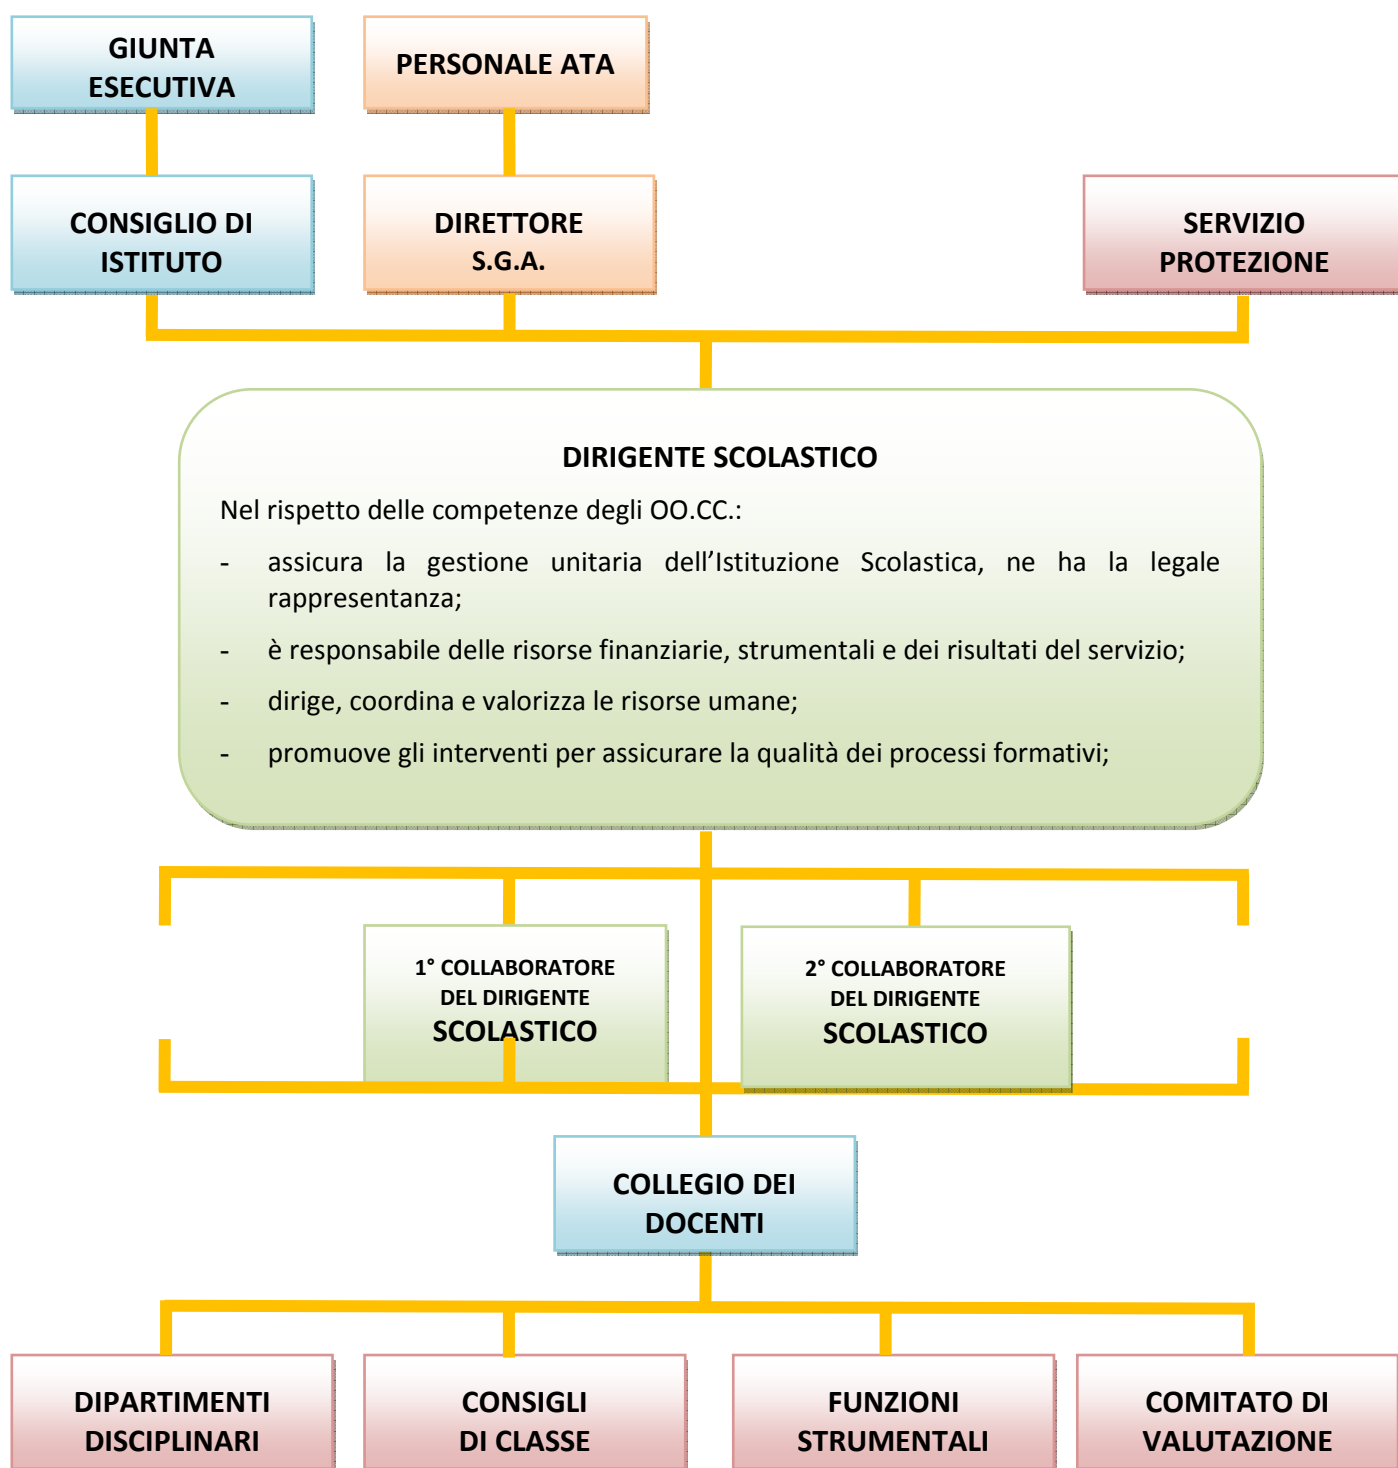 GIUNTA
ESECUTIVA
PERSONALE ATA
CONSIGLIO DI
ISTITUTO
DIRETTORE
S.G.A.
SERVIZIO
PROTEZIONE
DIRIGENTE SCOLASTICO
Nel rispetto delle competenze degli OO.CC.:
- assicura la gestione unitaria dell’Istituzione Scolastica, ne ha la legale
rappresentanza;
- è responsabile delle risorse finanziarie, strumentali e dei risultati del servizio;
- dirige, coordina e valorizza le risorse umane;
- promuove gli interventi per assicurare la qualità dei processi formativi;
1° COLLABORATORE
DEL DIRIGENTE
SCOLASTICO
2° COLLABORATORE
DEL DIRIGENTE
SCOLASTICO
COLLEGIO DEI
DOCENTI
DIPARTIMENTI
DISCIPLINARI
CONSIGLI
DI CLASSE
FUNZIONI
STRUMENTALI
COMITATO DI
VALUTAZIONE